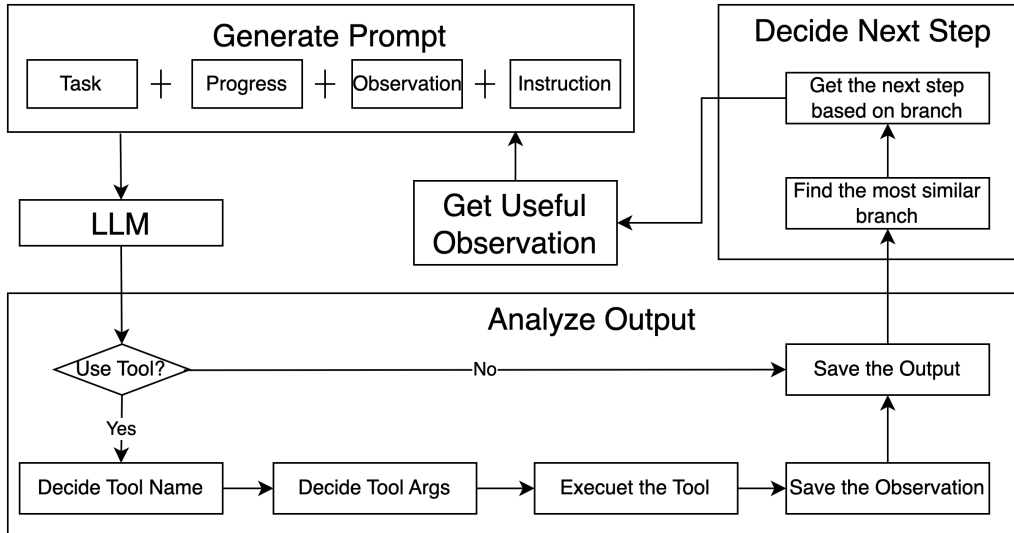 Generate Prompt
Task + Progress + Observation + Instruction
Decide Next Step
Get the next step
based on branch
Find the most similar
branch
LLM
Get Useful
Observation
Analyze Output
Use Tool?
No
Save the Output
Yes
Decide Tool Name
Decide Tool Args
Execuet the Tool
Save the Observation